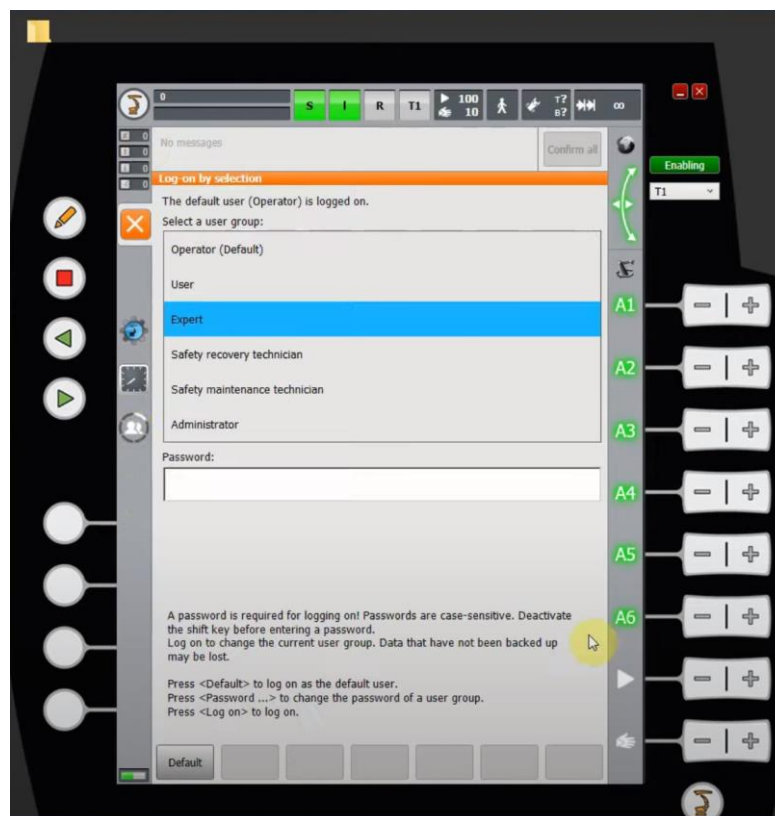 0
S I R T1 100 10 T? B? ∞
0
0
0
0
No messages
Confirm all
Log-on by selection
Enabling
T1
The default user (Operator) is logged on.
Select a user group:
Operator (Default)
User
Expert
Safety recovery technician
Safety maintenance technician
Administrator
Password:
A1
A2
A3
A4
A5
A6
A password is required for logging on! Passwords are case-sensitive. Deactivate
the shift key before entering a password.
Log on to change the current user group. Data that have not been backed up
may be lost.
Press <Default> to log on as the default user.
Press <Password ...> to change the password of a user group.
Press <Log on> to log on.
Default